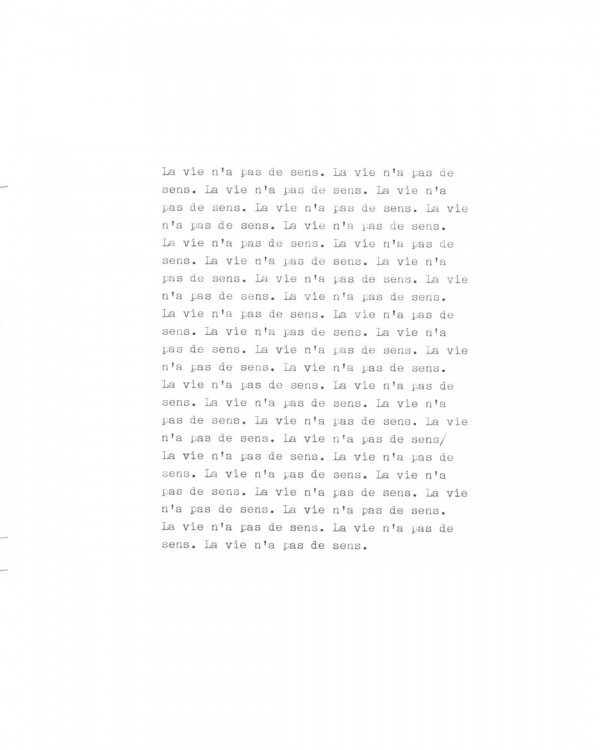 La vie n'a pas de sens. La vie n'a pas de
sens. La vie n'a pas de sens. La vie n'a
pas de sens. La vie n'a pas de sens. La vie
n'a pas de sens. La vie n'a pas de sens.
La vie n'a pas de sens. La vie n'a pas de
sens. La vie n'a pas de sens. La vie n'a
pas de sens. La vie n'a pas de sens. La vie
n'a pas de sens. La vie n'a pas de sens.
La vie n'a pas de sens. La vie n'a pas de
sens. La vie n'a pas de sens. La vie n'a
pas de sens. La vie n'a pas de sens. La vie
n'a pas de sens. La vie n'a pas de sens.
La vie n'a pas de sens. La vie n'a pas de
sens. La vie n'a pas de sens. La vie n'a
pas de sens. La vie n'a pas de sens. La vie
n'a pas de sens. La vie n'a pas de sens/
La vie n'a pas de sens. La vie n'a pas de
sens. La vie n'a pas de sens. La vie n'a
pas de sens. La vie n'a pas de sens. La vie
n'a pas de sens. La vie n'a pas de sens.
La vie n'a pas de sens. La vie n'a pas de
sens. La vie n'a pas de sens.